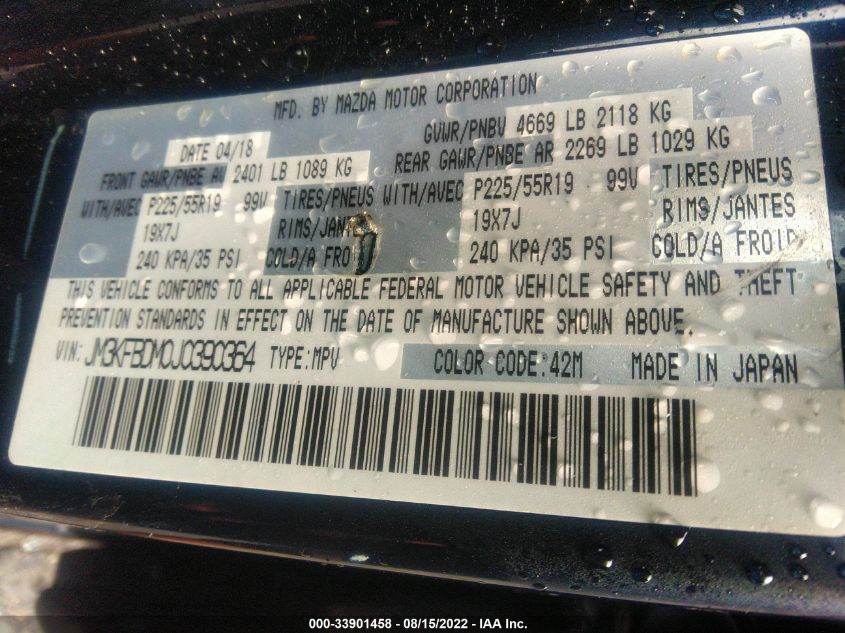 MFD. BY MAZDA MOTOR CORPORATION
DATE 04/18 GVWR/PNBV 4669 LB 2118 KG
FRONT GAWR/PNBE AV 2401 LB 1089 KG REAR GAWR/PNBE AR 2269 LB 1029 KG
WITH/AVEC P225/55R19 99V TIRES/PNEUS WITH/AVEC P225/55R19 99V TIRES/PNEUS
19X7J RIMS/JANTES 19X7J RIMS/JANTES
240 KPA/35 PSI COLD/A FROID 240 KPA/35 PSI COLD/A FROID
THIS VEHICLE CONFORMS TO ALL APPLICABLE FEDERAL MOTOR VEHICLE SAFETY AND THEFT
PREVENTION STANDARDS IN EFFECT ON THE DATE OF MANUFACTURE SHOWN ABOVE.
VIN: JM3KFBDM0J0390364 TYPE:MPV COLOR CODE:42M MADE IN JAPAN
000-33901458 - 08/15/2022 - IAA Inc.